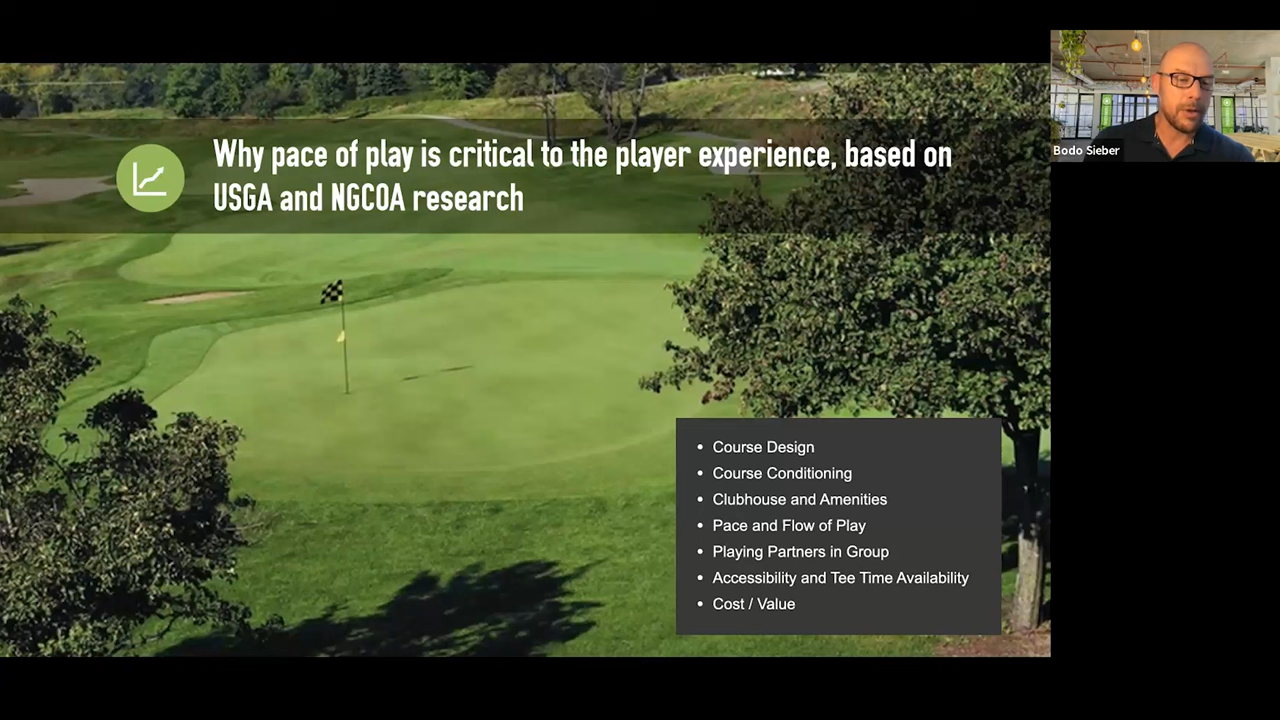 Why pace of play is critical to the player experience, based on
USGA and NGCOA research
Bodo Sieber
• Course Design
• Course Conditioning
• Clubhouse and Amenities
• Pace and Flow of Play
• Playing Partners in Group
• Accessibility and Tee Time Availability
• Cost / Value